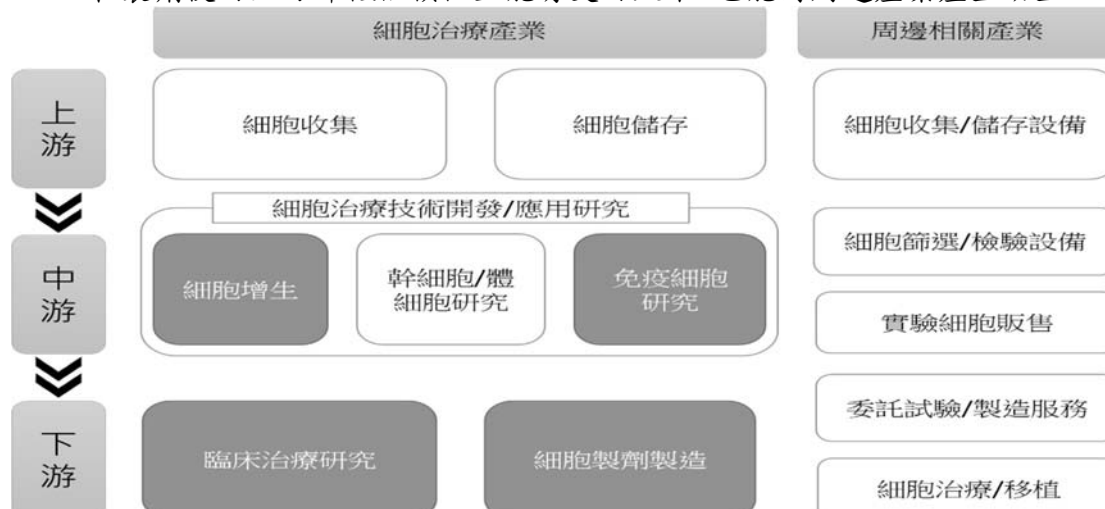 細胞治療產業
周邊相關產業
上
游
細胞收集
細胞儲存
細胞收集/儲存設備
細胞治療技術開發/應用研究
中
游
細胞增生
幹細胞/體
細胞研究
免疫細胞
研究
細胞篩選/檢驗設備
實驗細胞販售
下
游
臨床治療研究
細胞製劑製造
委託試驗/製造服務
細胞治療/移植